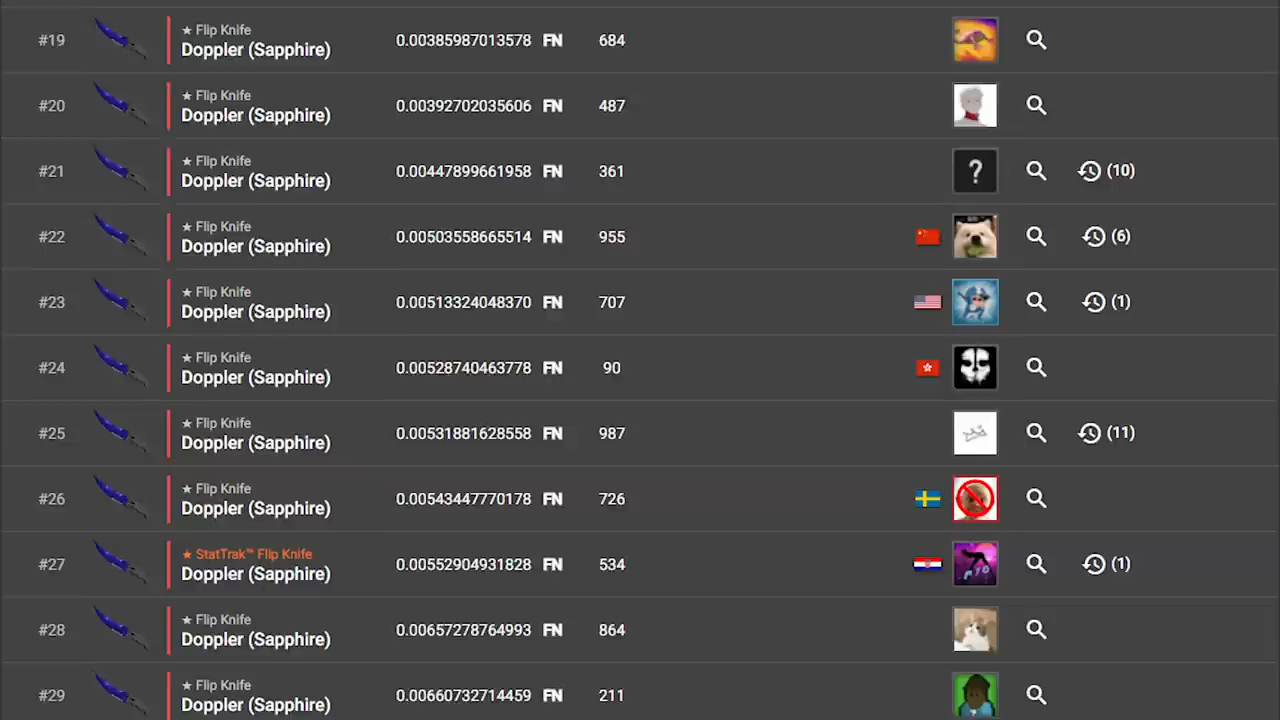 #19 ★ Flip Knife
Doppler (Sapphire) 0.00385987013578 FN 684
#20 ★ Flip Knife
Doppler (Sapphire) 0.00392702035606 FN 487
#21 ★ Flip Knife
Doppler (Sapphire) 0.00447899661958 FN 361 ? (10)
#22 ★ Flip Knife
Doppler (Sapphire) 0.00503558665514 FN 955 (6)
#23 ★ Flip Knife
Doppler (Sapphire) 0.00513324048370 FN 707 (1)
#24 ★ Flip Knife
Doppler (Sapphire) 0.00528740463778 FN 90
#25 ★ Flip Knife
Doppler (Sapphire) 0.00531881628558 FN 987 (11)
#26 ★ Flip Knife
Doppler (Sapphire) 0.00543447770178 FN 726
#27 ★ StatTrak™ Flip Knife
Doppler (Sapphire) 0.00552904931828 FN 534 (1)
#28 ★ Flip Knife
Doppler (Sapphire) 0.00657278764993 FN 864
#29 ★ Flip Knife
Doppler (Sapphire) 0.00660732714459 FN 211